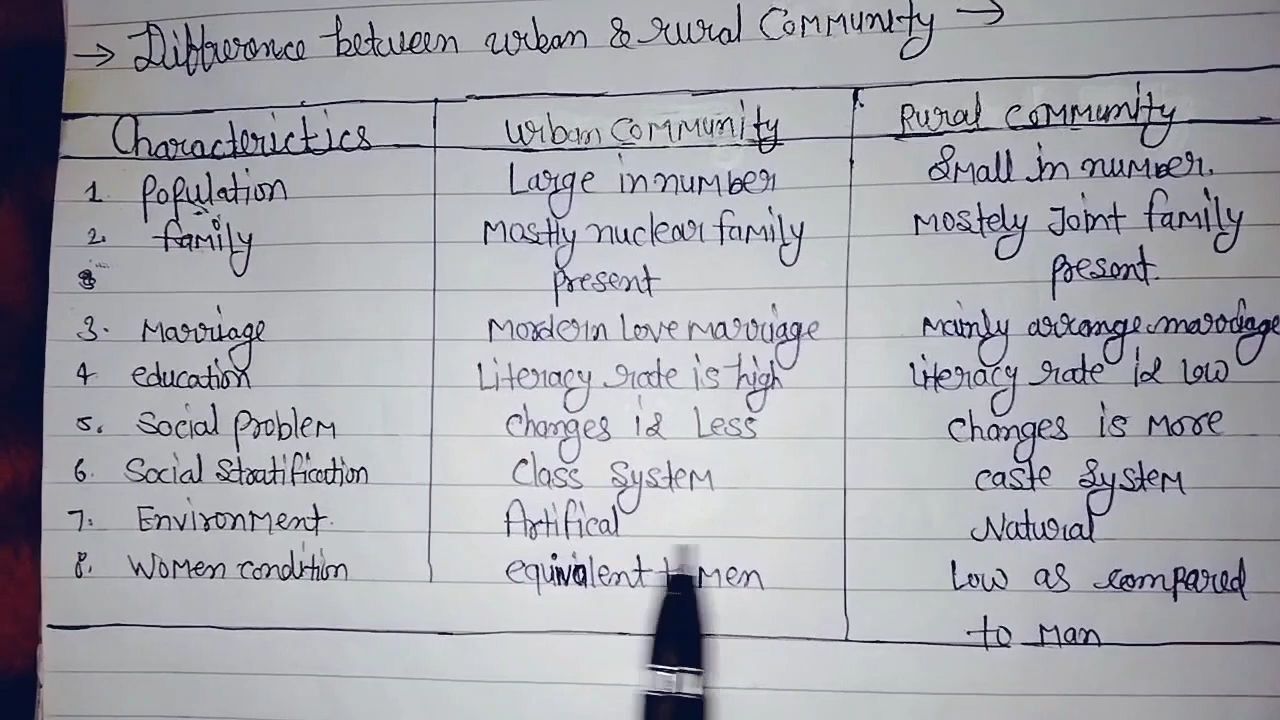 → Difference between urban & rural Community →
Characterictics urban community Rural community
1. population Large in number Small in number.
2. family Mostly nuclear family Mostely Joint family
present present.
3. Marriage Mordern Love marriage Mainly arrange marriage
4 education Literacy rate is high Literacy rate is low
5. Social Problem Changes is Less Changes is More
6. Social Stratification Class System caste System
7. Environment. Artifical Natural
8. Women condition equivalent to Men Low as compared
to Man